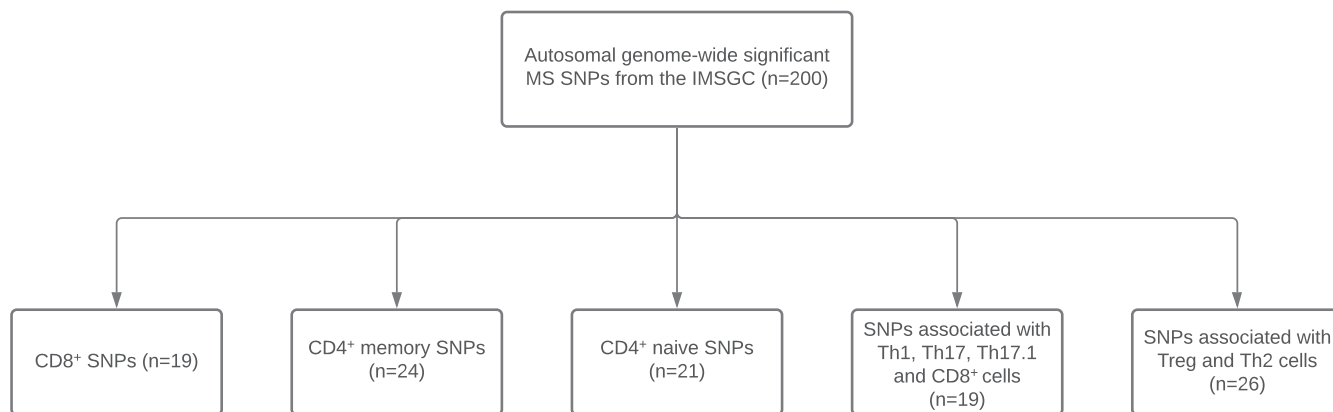 Autosomal genome-wide significant
MS SNPs from the IMSGC (n=200)
CD8⁺ SNPs (n=19)
CD4⁺ memory SNPs
(n=24)
CD4⁺ naive SNPs
(n=21)
SNPs associated with
Th1, Th17, Th17.1
and CD8⁺ cells
(n=19)
SNPs associated with
Treg and Th2 cells
(n=26)